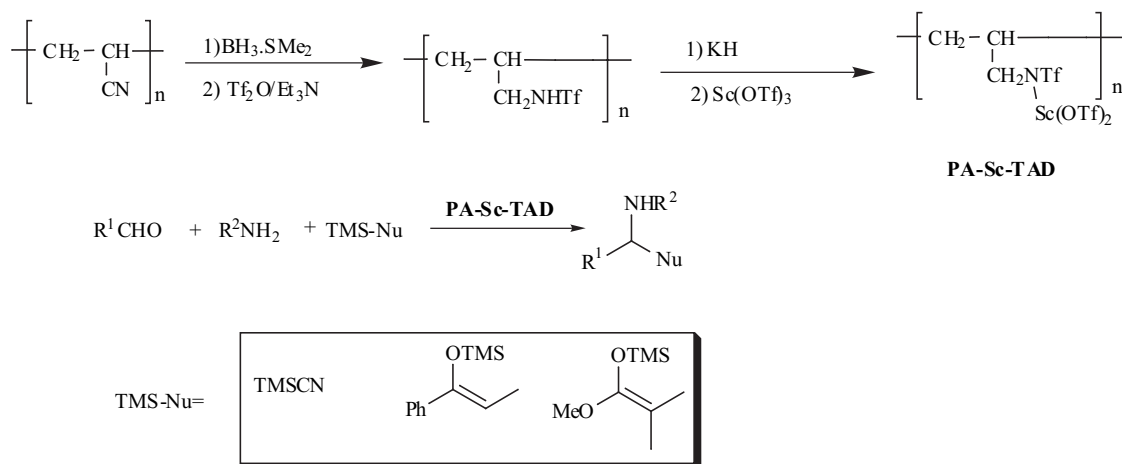 CH₂ CH CN n
1)BH₃.SMe₂
2) Tf₂O/Et₃N
CH₂ CH CH₂NHTf n
1) KH
2) Sc(OTf)₃
CH₂ CH CH₂NTf Sc(OTf)₂ n
PA-Sc-TAD
R¹CHO + R²NH₂ + TMS-Nu
PA-Sc-TAD
NHR²
R¹ Nu
TMS-Nu=
TMSCN
OTMS
Ph
OTMS
MeO